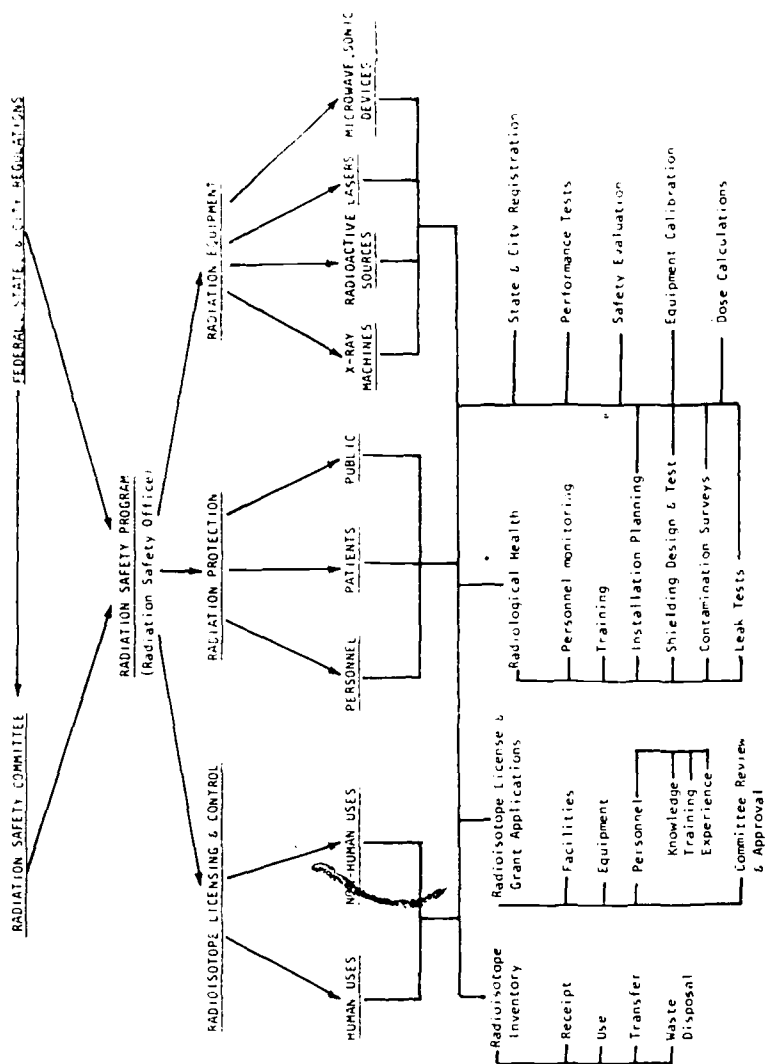 RADIATION SAFETY COMMITTEE
FEDERAL, STATE, & CITY REGULATIONS
RADIATION SAFETY PROGRAM
(Radiation Safety Office)
RADIOISOTOPE LICENSING & CONTROL
RADIATION PROTECTION
RADIATION EQUIPMENT
HUMAN USES
NON-HUMAN USES
PERSONNEL
PATIENTS
PUBLIC
X-RAY
MACHINES
RADIOACTIVE
SOURCES
LASERS
MICROWAVE, SONIC
DEVICES
Radioisotope
Inventory
Receipt
Use
Transfer
Waste
Disposal
Radioisotope License &
Grant Applications
Facilities
Equipment
Personnel
Knowledge
Training
Experience
Committee Review
& Approval
Radiological Health
Personnel monitoring
Training
Installation Planning
Shielding Design & Test
Contamination Surveys
Leak Tests
State & City Registration
Performance Tests
Safety Evaluation
Equipment Calibration
Dose Calculations